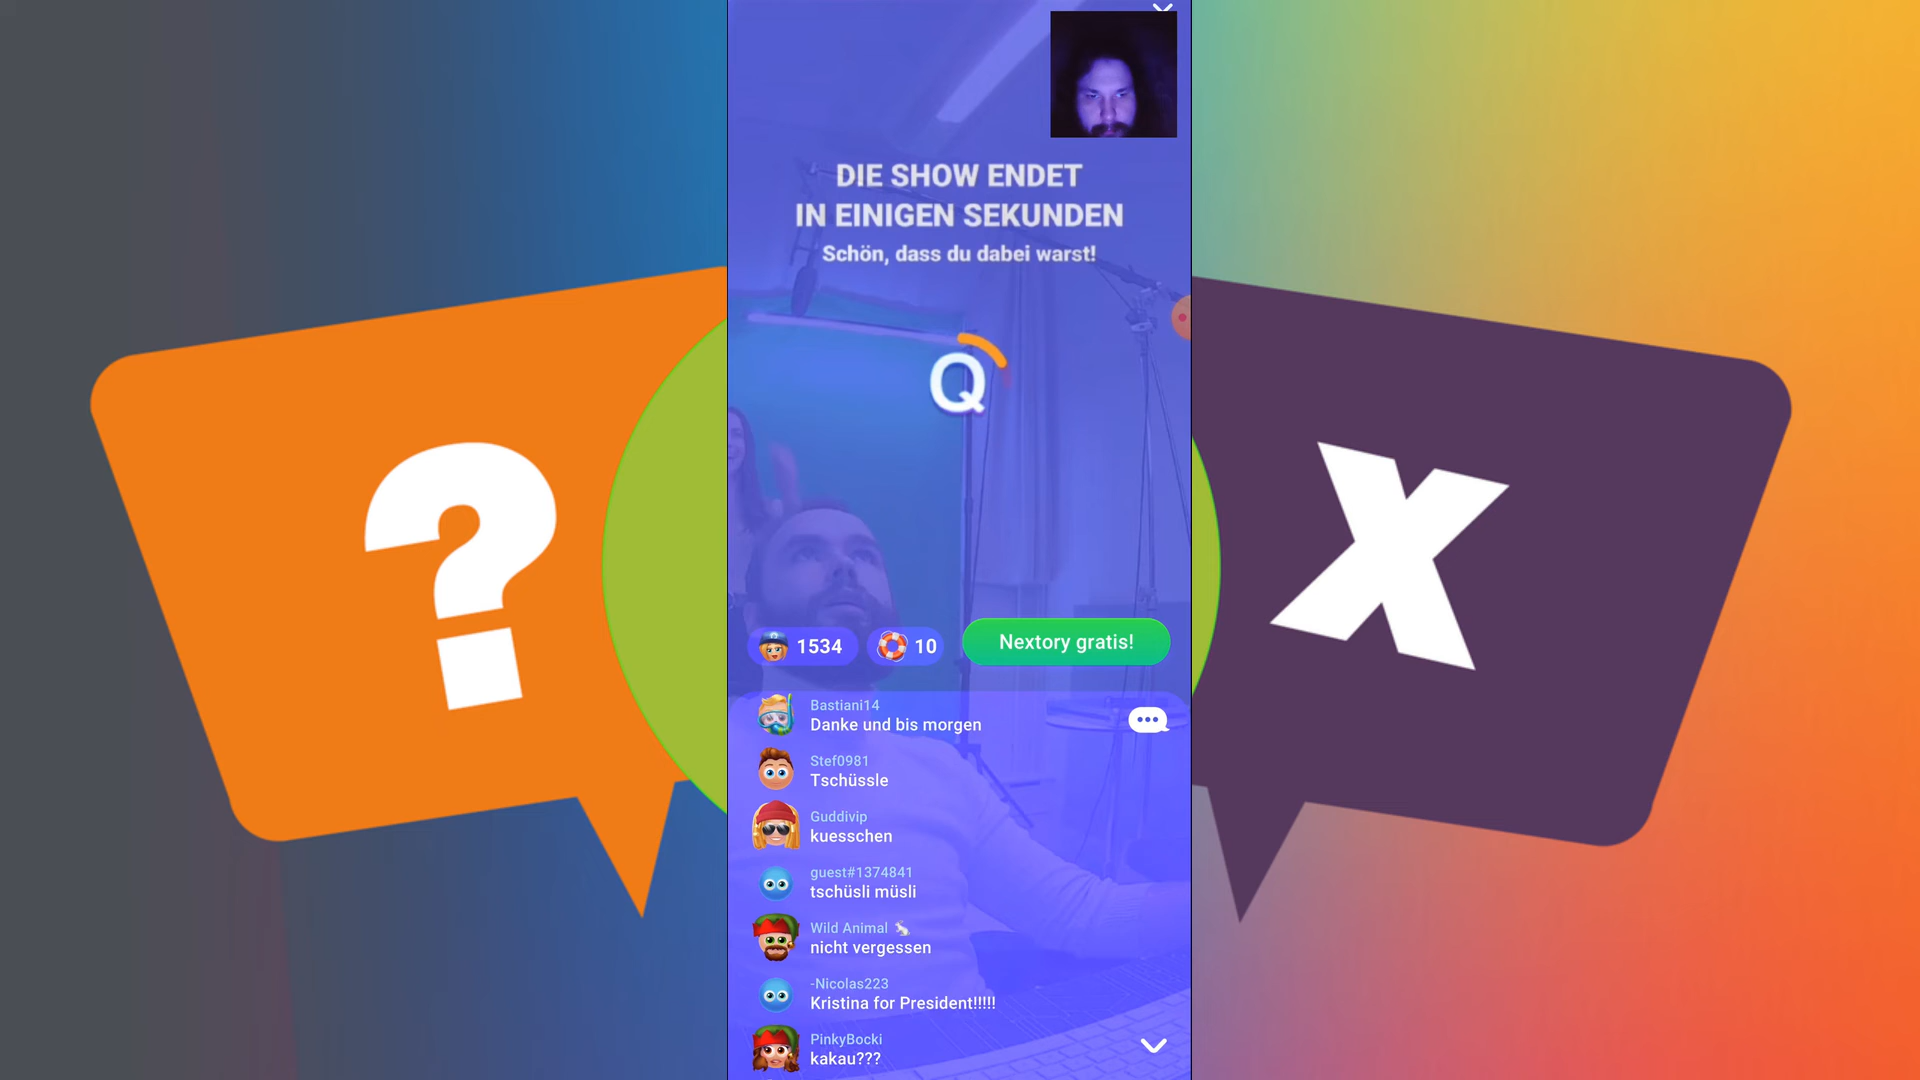 DIE SHOW ENDET
IN EINIGEN SEKUNDEN
Schön, dass du dabei warst!
Q
?
X
1534
10
Nextory gratis!
Bastiani14
Danke und bis morgen
Stef0981
Tschüssle
Guddivip
kuesschen
guest#1374841
tschüsli müsli
Wild Animal 🐁
nicht vergessen
-Nicolas223
Kristina for President!!!!!
PinkyBocki
kakau???